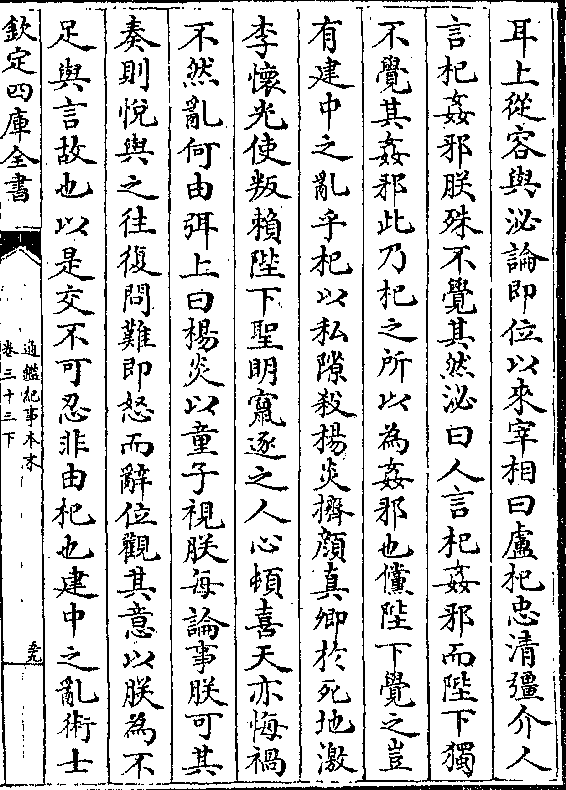 耳上從容與泌論即位以來宰相曰盧杞忠清彊介人
言杞姦邪朕殊不覺其然泌曰人言杞姦邪而陛下獨
不覺其姦邪此乃杞之所以為姦邪也儻陛下覺之豈
有建中之亂乎杞以私隙殺楊炎擠顔真卿於死地激
李懷光使叛賴陛下聖明竄逐之人心頓喜天亦悔禍
不然亂何由弭上曰楊炎以童子視朕每論事朕可其
奏則悅與之往復問難即怒而辭位觀其意以朕為不
足與言故也以是交不可忍非由杞也建中之亂術士
欽定四庫全書
通鑑紀事本末
卷三十三下